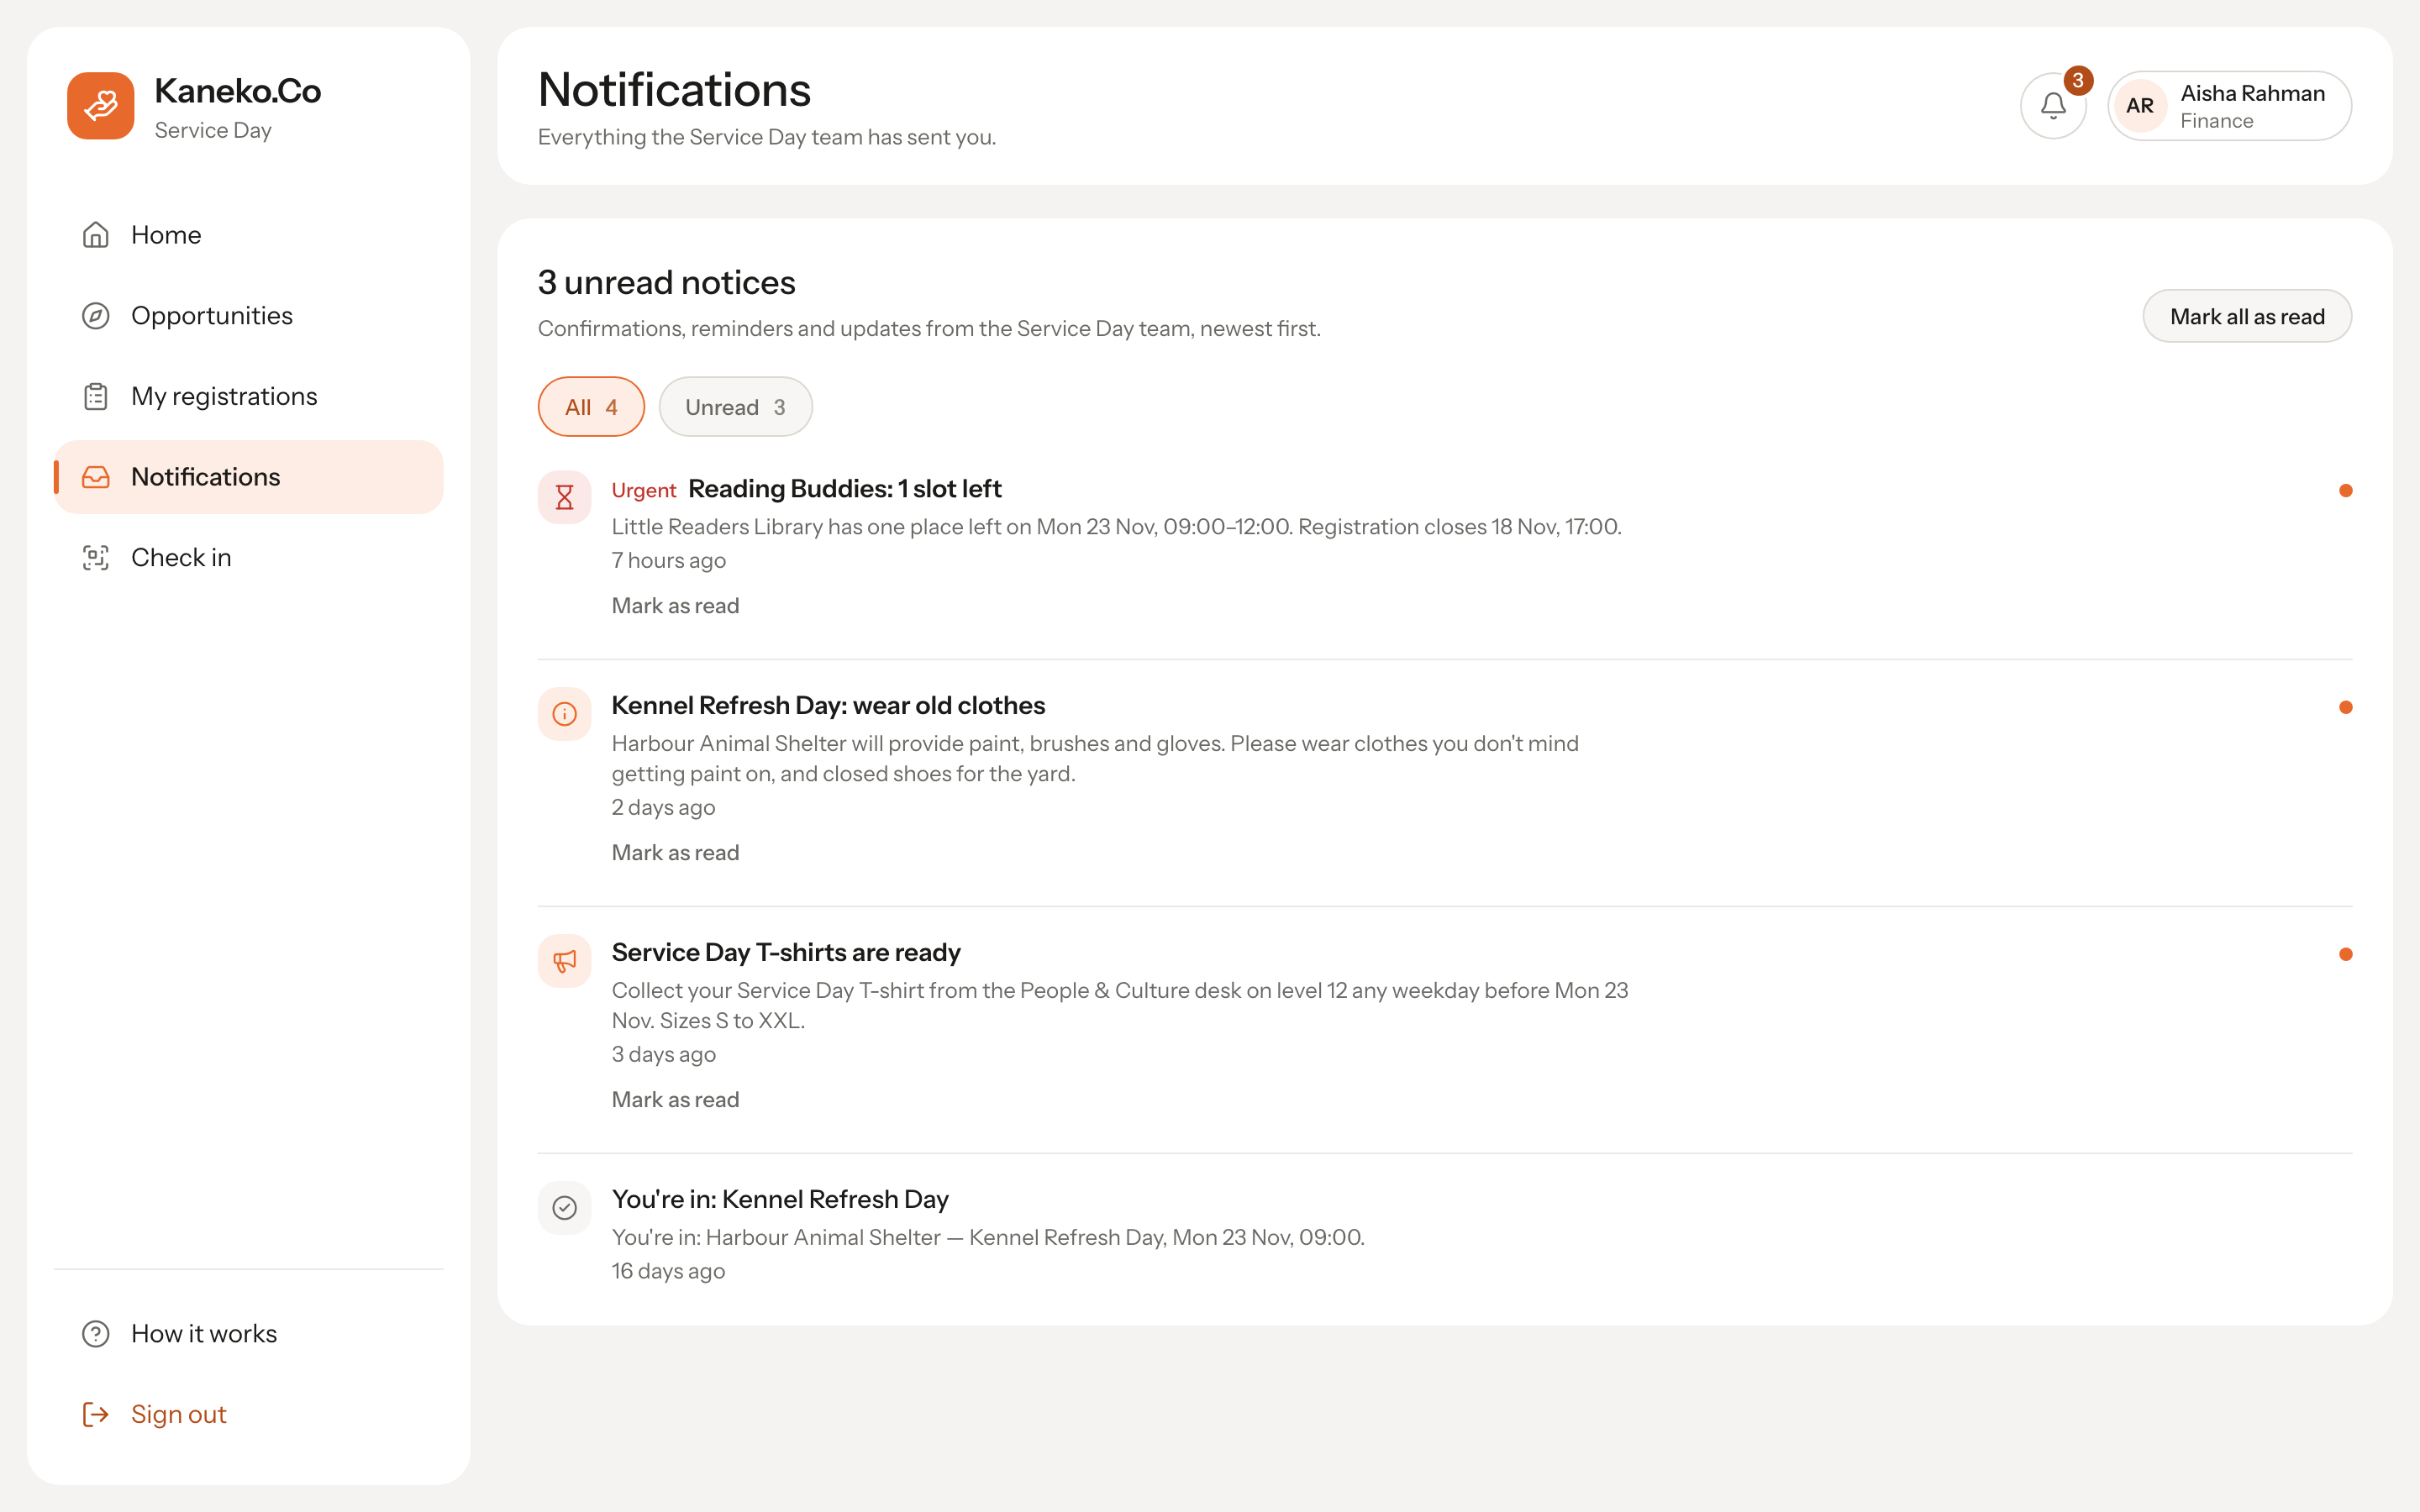 Kaneko.Co
Service Day
Home
Opportunities
My registrations
Notifications
Check in
How it works
Sign out
Notifications
Everything the Service Day team has sent you.
3
AR
Aisha Rahman
Finance
3 unread notices
Confirmations, reminders and updates from the Service Day team, newest first.
Mark all as read
All 4
Unread 3
Urgent Reading Buddies: 1 slot left
Little Readers Library has one place left on Mon 23 Nov, 09:00–12:00. Registration closes 18 Nov, 17:00.
7 hours ago
Mark as read
Kennel Refresh Day: wear old clothes
Harbour Animal Shelter will provide paint, brushes and gloves. Please wear clothes you don't mind
getting paint on, and closed shoes for the yard.
2 days ago
Mark as read
Service Day T-shirts are ready
Collect your Service Day T-shirt from the People & Culture desk on level 12 any weekday before Mon 23
Nov. Sizes S to XXL.
3 days ago
Mark as read
You're in: Kennel Refresh Day
You're in: Harbour Animal Shelter — Kennel Refresh Day, Mon 23 Nov, 09:00.
16 days ago